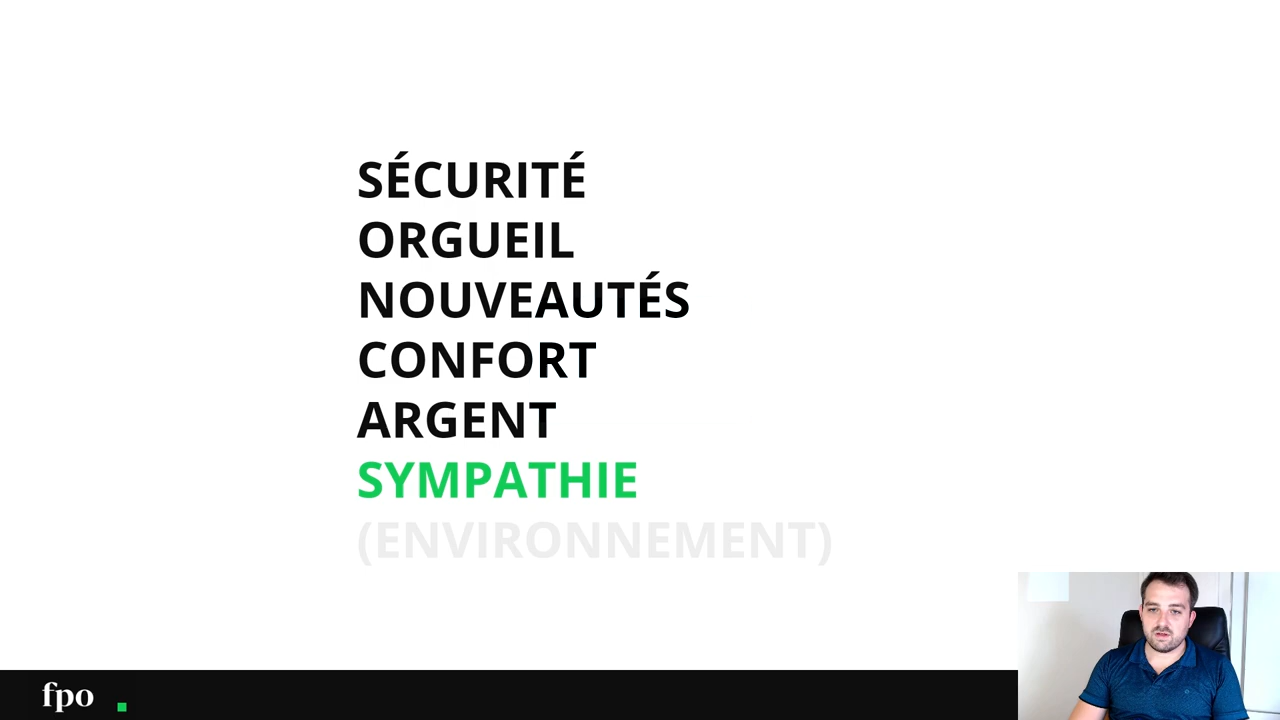 SÉCURITÉ
ORGUEIL
NOUVEAUTÉS
CONFORT
ARGENT
SYMPATHIE
(ENVIRONNEMENT)
fpo